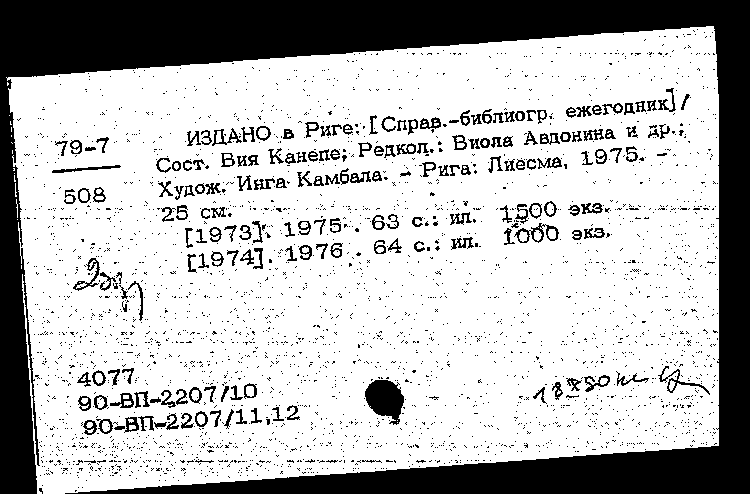 79-7
508
ИЗДАНО в Риге: [Справ.-библиогр. ежегодник] /
Сост. Вия Канепе; Редкол.: Виола Авдонина и др.;
Худож. Инга Камбала. - Рига: Лиесма, 1975. -
25 см.
[1973]. 1975 . 63 с.: ил. 1500 экз.
[1974]. 1976 . 64 с.: ил. 1000 экз.
2эк
4077
90-ВП-2207/10
90-ВП-2207/11,12